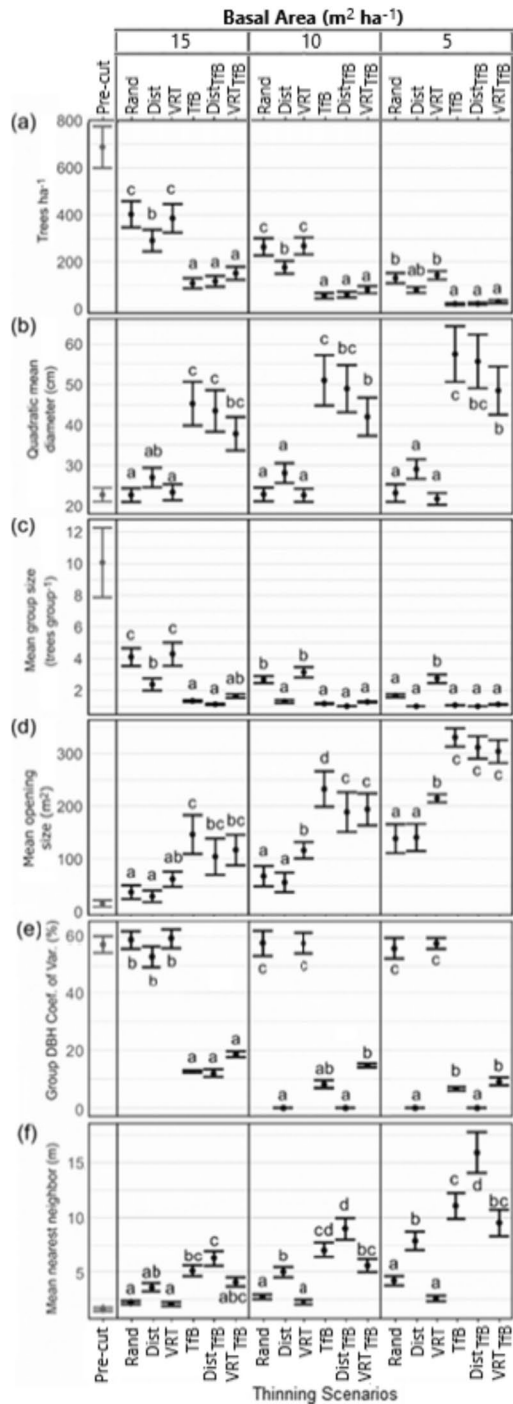 Basal Area (m² ha⁻¹)
15 10 5
Pre-cut Rand Dist VRT TfB DistTfB VRTTfB Rand Dist VRT TfB DistTfB VRTTfB Rand Dist VRT TfB DistTfB VRTTfB
(a)
Trees ha⁻¹
800
600
400
200
0
c b c a a a c b c a a a b ab b a a a
(b)
Quadratic mean
diameter (cm)
60
50
40
30
20
a ab a c c bc a a a c bc b a a a c bc b
(c)
Mean group size
(trees group⁻¹)
12
10
8
6
4
2
c b c a a ab b a b a a a a a b a a a
(d)
Mean opening
size (m²)
300
200
100
0
a a ab c bc bc a a b d c c a a b c c c
(e)
Group DBH Coef. of Var. (%)
60
40
20
0
b b b a a a c a c ab a b c a c b a b
(f)
Mean nearest neighbor (m)
15
10
5
a ab a bc c abc a b a cd d bc a b a c d bc
Pre-cut Rand Dist VRT TfB DistTfB VRTTfB Rand Dist VRT TfB DistTfB VRTTfB Rand Dist VRT TfB DistTfB VRTTfB
Thinning Scenarios